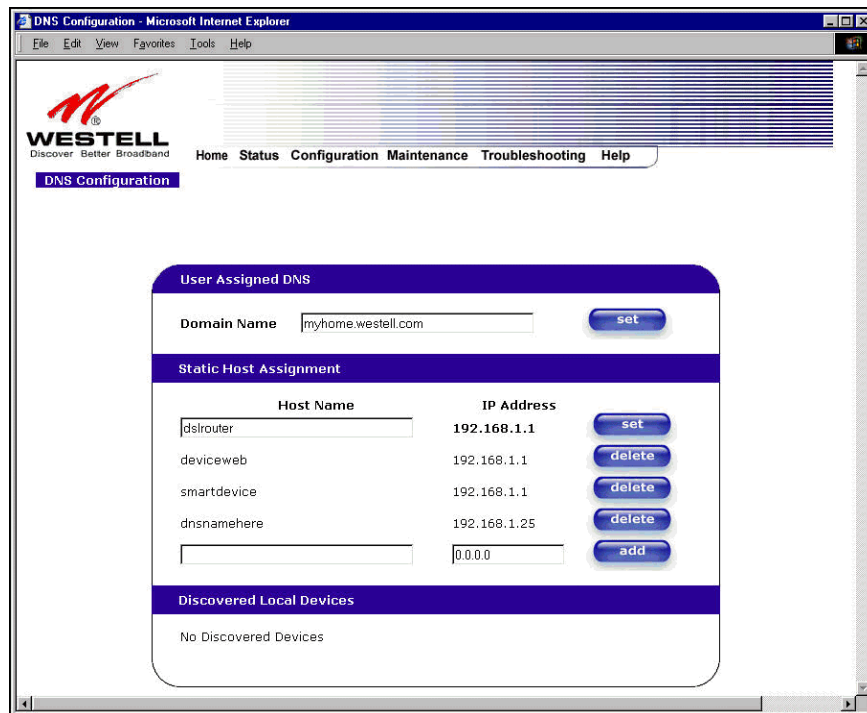 DNS Configuration - Microsoft Internet Explorer
File Edit View Favorites Tools Help
WESTELL
®
Discover Better Broadband
Home Status Configuration Maintenance Troubleshooting Help
DNS Configuration
User Assigned DNS
Domain Name myhome.westell.com set
Static Host Assignment
Host Name IP Address
dslrouter 192.168.1.1 set
deviceweb 192.168.1.1 delete
smartdevice 192.168.1.1 delete
dnsnamehere 192.168.1.25 delete
0.0.0.0 add
Discovered Local Devices
No Discovered Devices